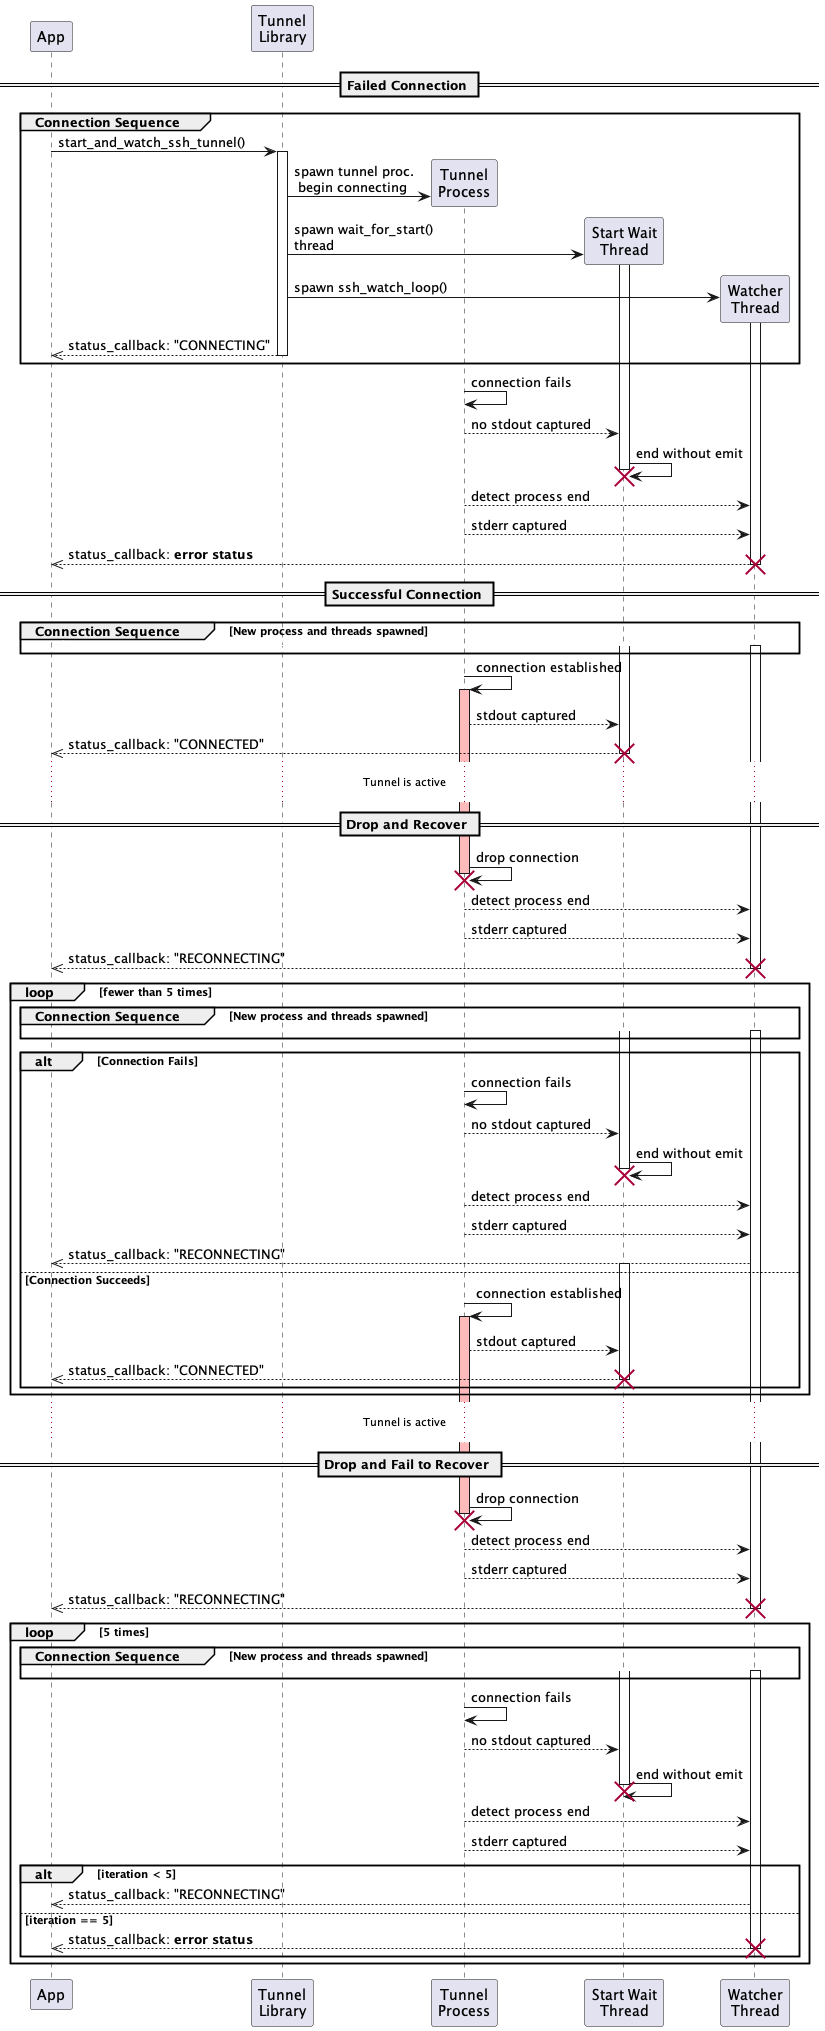 App
Tunnel
Library
Failed Connection
Connection Sequence
start_and_watch_ssh_tunnel()
spawn tunnel proc.
begin connecting
Tunnel
Process
spawn wait_for_start()
thread
Start Wait
Thread
spawn ssh_watch_loop()
Watcher
Thread
status_callback: "CONNECTING"
connection fails
no stdout captured
end without emit
detect process end
stderr captured
status_callback: error status
Successful Connection
Connection Sequence [New process and threads spawned]
connection established
stdout captured
status_callback: "CONNECTED"
Tunnel is active
Drop and Recover
drop connection
detect process end
stderr captured
status_callback: "RECONNECTING"
loop [fewer than 5 times]
Connection Sequence [New process and threads spawned]
alt [Connection Fails]
connection fails
no stdout captured
end without emit
detect process end
stderr captured
status_callback: "RECONNECTING"
[Connection Succeeds]
connection established
stdout captured
status_callback: "CONNECTED"
Tunnel is active
Drop and Fail to Recover
drop connection
detect process end
stderr captured
status_callback: "RECONNECTING"
loop [5 times]
Connection Sequence [New process and threads spawned]
connection fails
no stdout captured
end without emit
detect process end
stderr captured
alt [iteration < 5]
status_callback: "RECONNECTING"
[iteration == 5]
status_callback: error status
App
Tunnel
Library
Tunnel
Process
Start Wait
Thread
Watcher
Thread